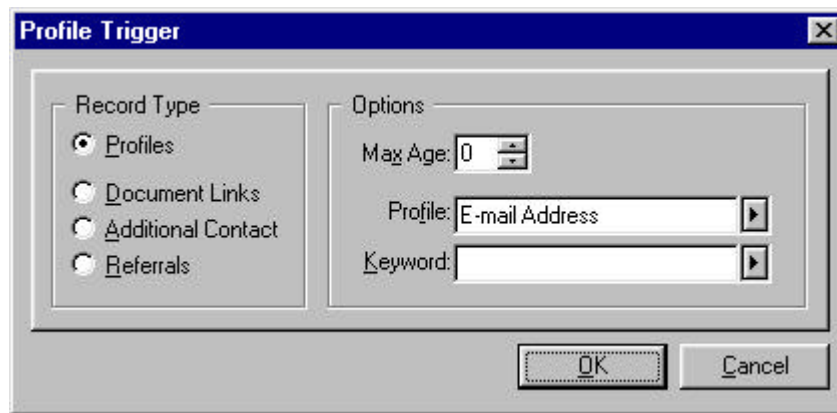 Profile Trigger
Record Type
Profiles
Document Links
Additional Contact
Referrals
Options
Max Age: 0
Profile: E-mail Address
Keyword:
OK
Cancel